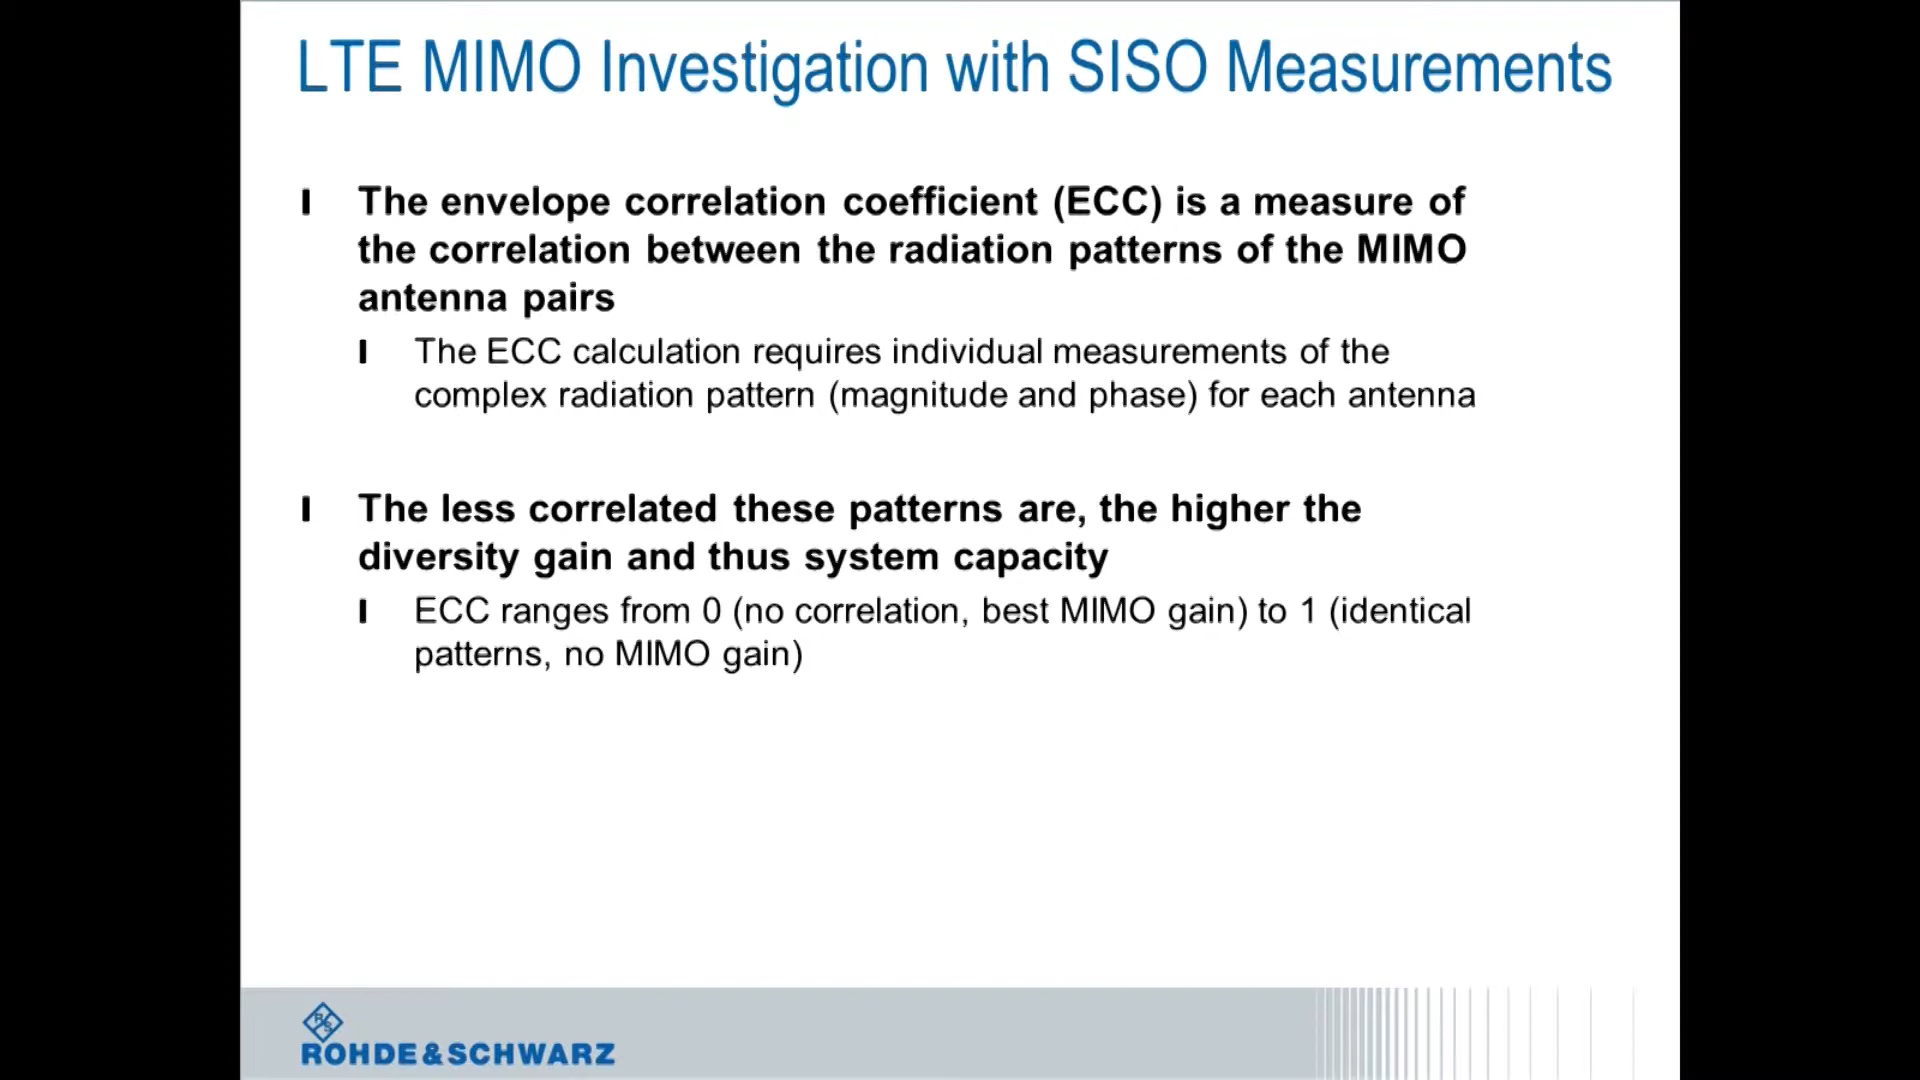 LTE MIMO Investigation with SISO Measurements
The envelope correlation coefficient (ECC) is a measure of
the correlation between the radiation patterns of the MIMO
antenna pairs
The ECC calculation requires individual measurements of the
complex radiation pattern (magnitude and phase) for each antenna
The less correlated these patterns are, the higher the
diversity gain and thus system capacity
ECC ranges from 0 (no correlation, best MIMO gain) to 1 (identical
patterns, no MIMO gain)
RS
ROHDE&SCHWARZ